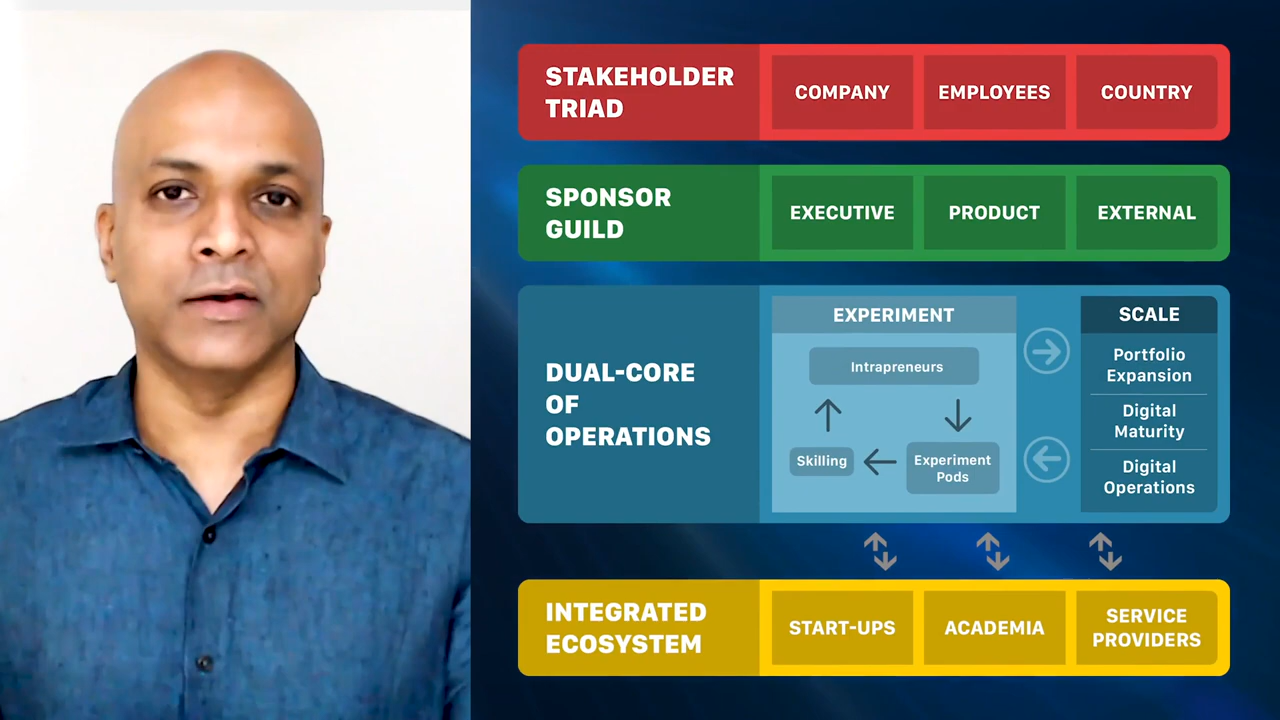 STAKEHOLDER
TRIAD
COMPANY
EMPLOYEES
COUNTRY
SPONSOR
GUILD
EXECUTIVE
PRODUCT
EXTERNAL
DUAL-CORE
OF
OPERATIONS
EXPERIMENT
Intrapreneurs
Skilling
Experiment
Pods
SCALE
Portfolio
Expansion
Digital
Maturity
Digital
Operations
INTEGRATED
ECOSYSTEM
START-UPS
ACADEMIA
SERVICE
PROVIDERS